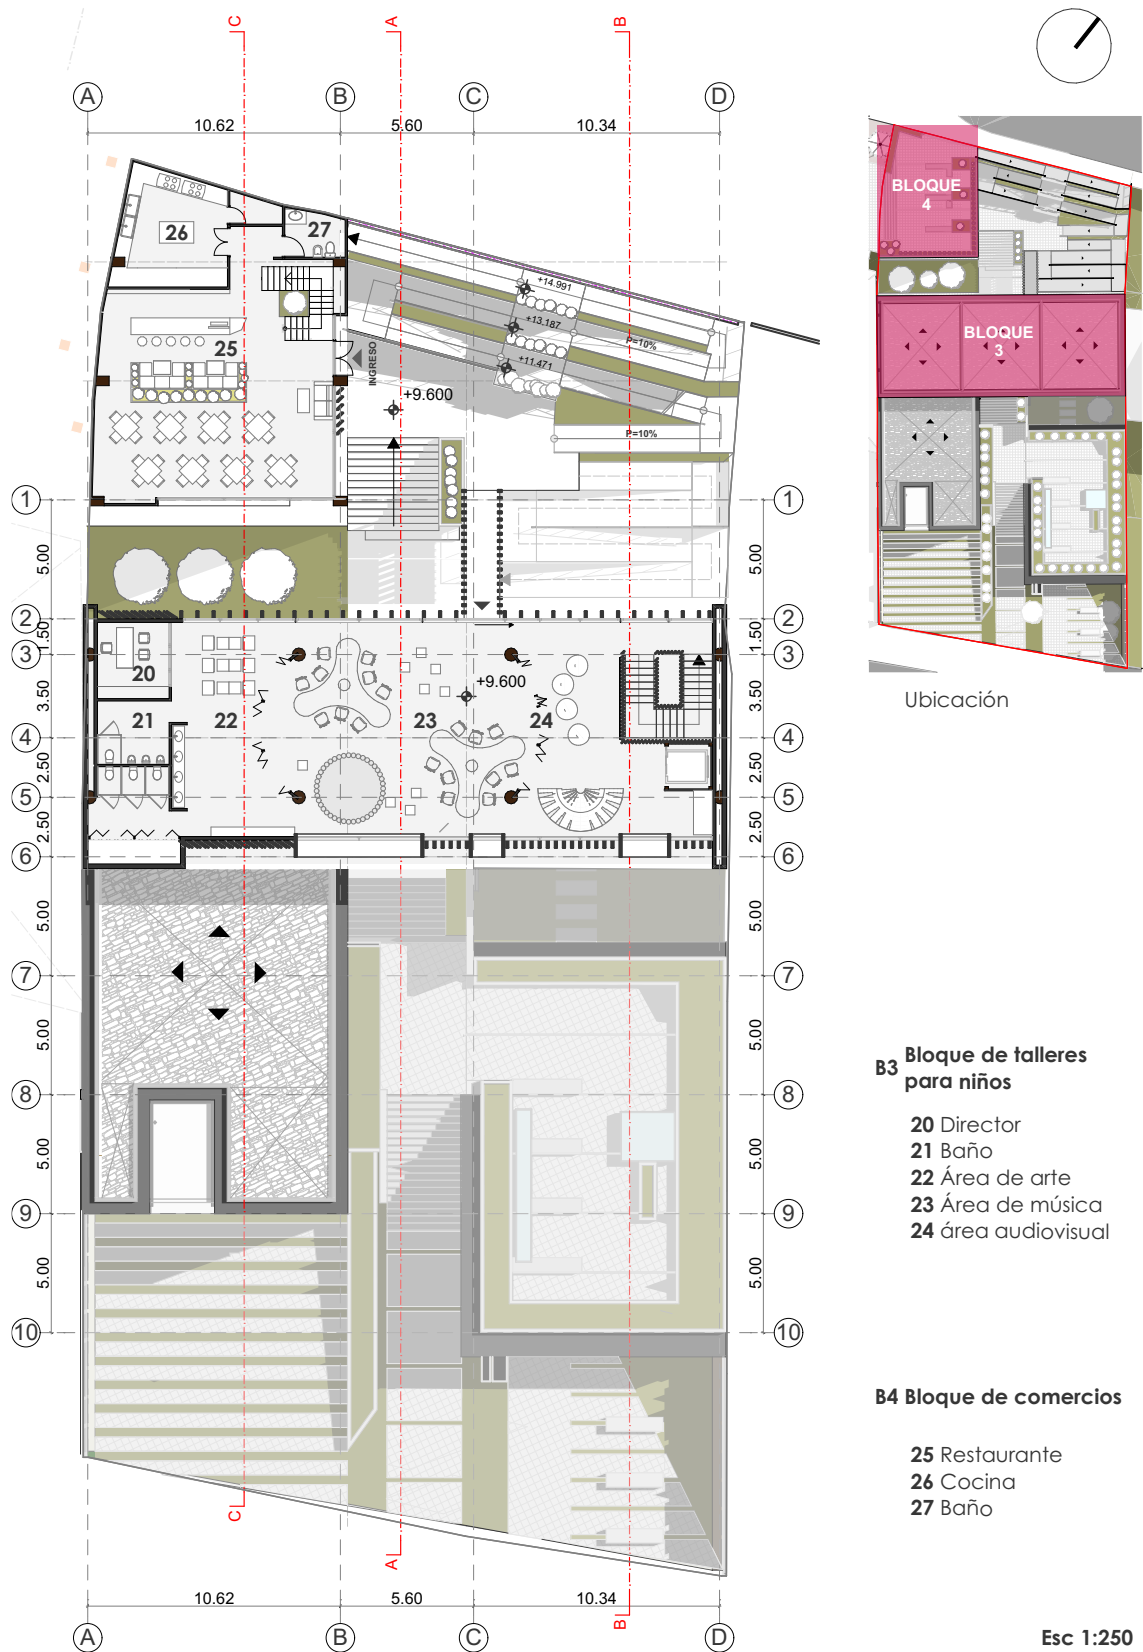 C
A
B
A
B
C
D
10.62
5.60
10.34
BLOQUE
4
BLOQUE
3
Ubicación
26
27
25
INGRESO
+14.991
+13.187
+11.471
P=10%
P=10%
+9.600
1
1
5.00
5.00
2
2
1.50
1.50
3
3
20
+9.600
3.50
3.50
21
22
23
24
4
4
2.50
2.50
5
5
2.50
2.50
6
6
5.00
5.00
7
7
5.00
5.00
8
8
5.00
5.00
9
9
5.00
5.00
10
10
B3 Bloque de talleres
para niños
20 Director
21 Baño
22 Área de arte
23 Área de música
24 área audiovisual
B4 Bloque de comercios
25 Restaurante
26 Cocina
27 Baño
C
A
B
10.62
5.60
10.34
A
B
C
D
Esc 1:250